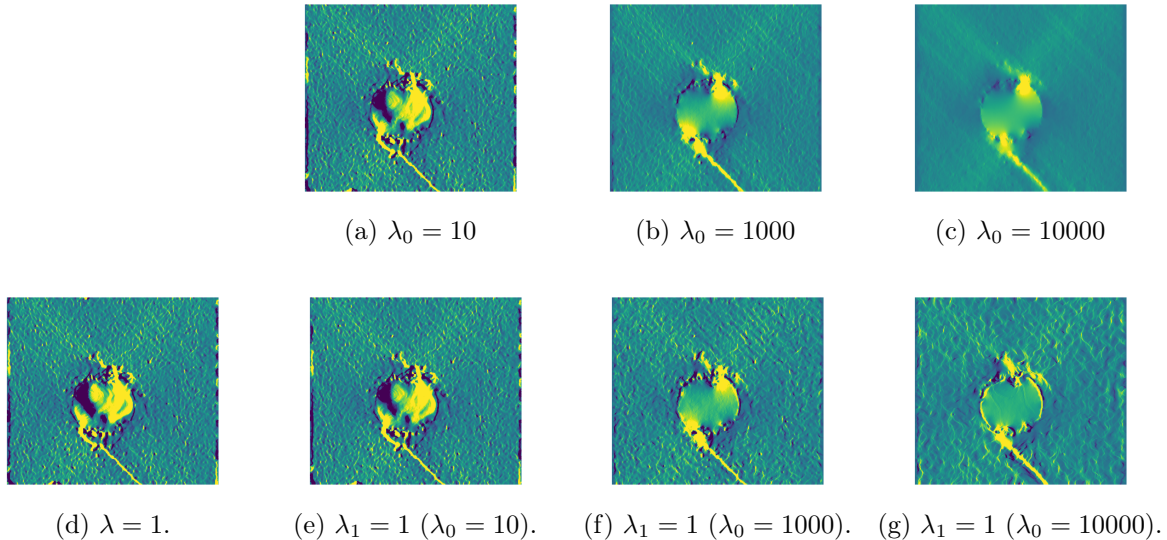 (a) λ₀ = 10
(b) λ₀ = 1000
(c) λ₀ = 10000
(d) λ = 1.
(e) λ₁ = 1 (λ₀ = 10).
(f) λ₁ = 1 (λ₀ = 1000).
(g) λ₁ = 1 (λ₀ = 10000).